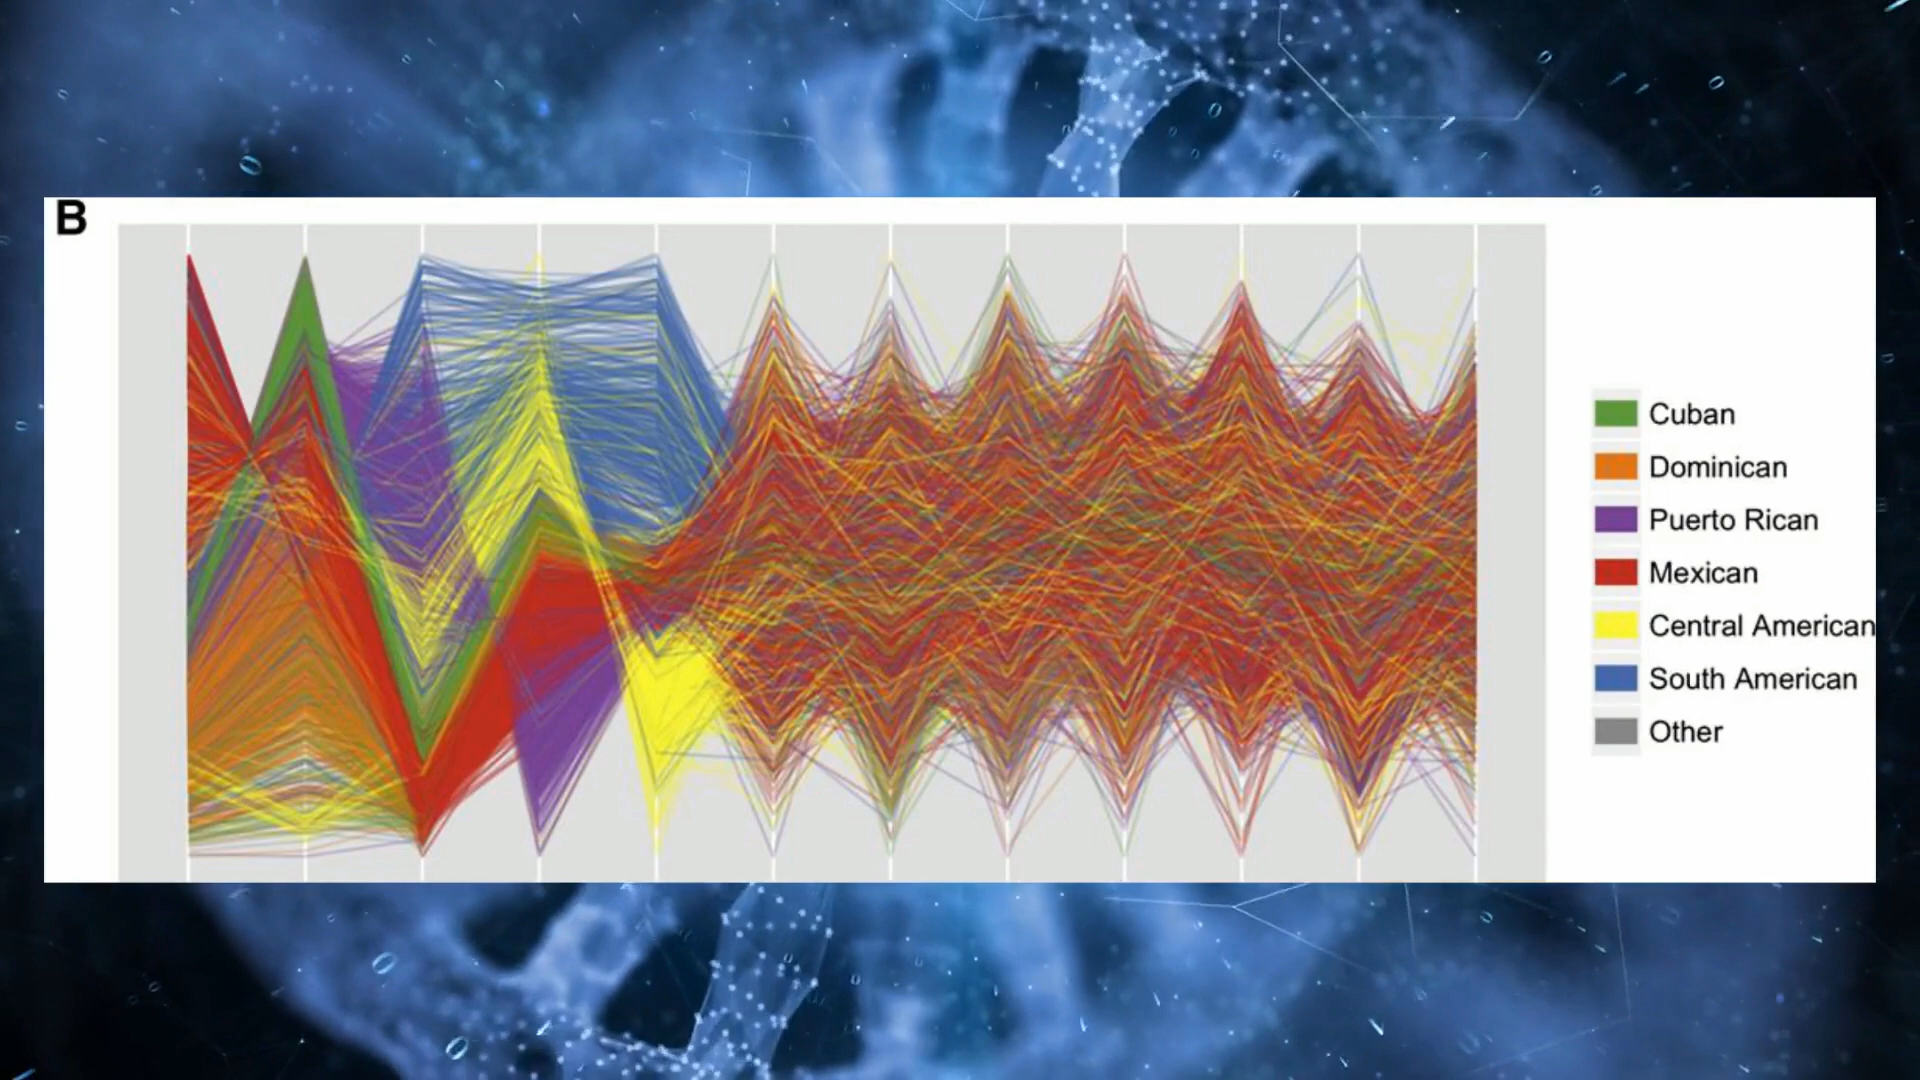 B
Cuban
Dominican
Puerto Rican
Mexican
Central American
South American
Other